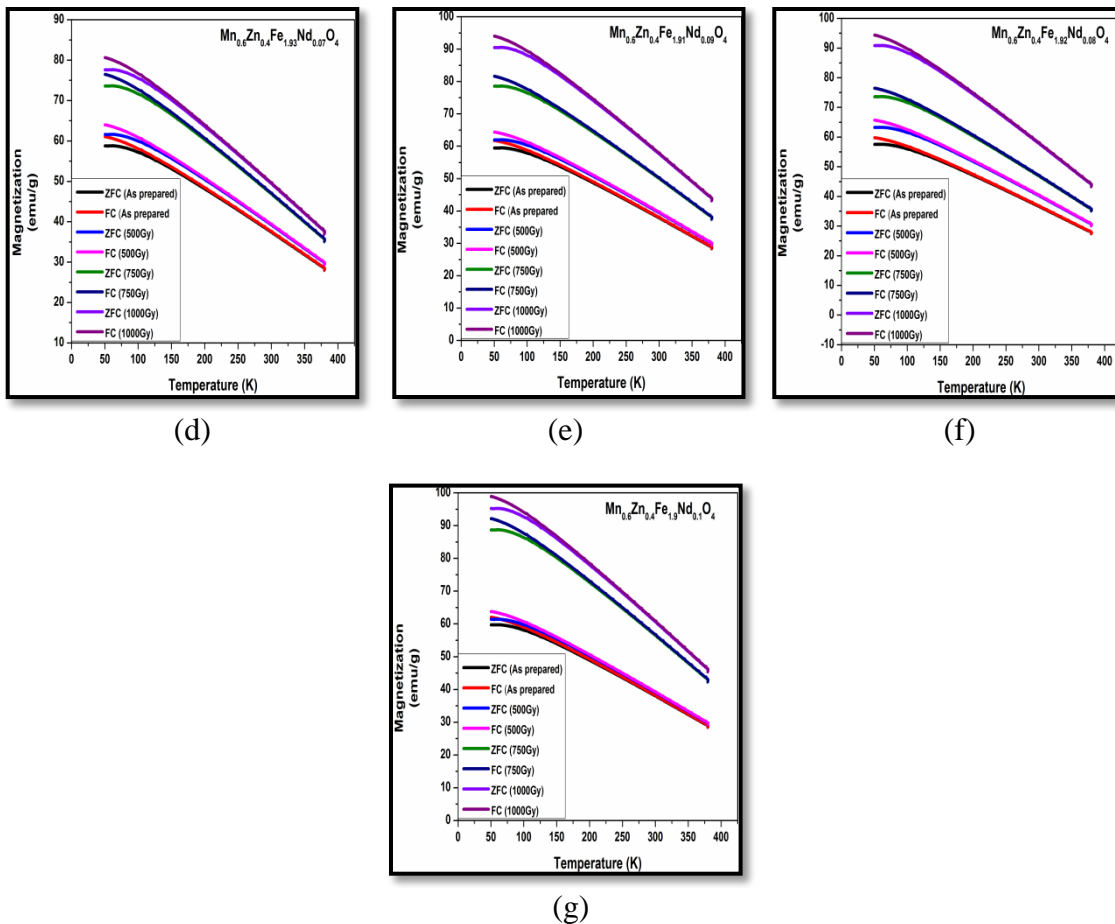 Mn0.6Zn0.4Fe1.93Nd0.07O4
90
80
70
60
50
40
30
20
10
Magnetization
(emu/g)
ZFC (As prepared)
FC (As prepared
ZFC (500Gy)
FC (500Gy)
ZFC (750Gy)
FC (750Gy)
ZFC (1000Gy)
FC (1000Gy)
0 50 100 150 200 250 300 350 400
Temperature (K)
(d)
Mn0.6Zn0.4Fe1.91Nd0.09O4
100
90
80
70
60
50
40
30
20
10
0
Magnetization
(emu/g)
ZFC (As prepared)
FC (As prepared)
ZFC (500Gy)
FC (500Gy)
ZFC (750Gy)
FC (750Gy)
ZFC (1000Gy)
FC (1000Gy)
0 50 100 150 200 250 300 350 400
Temperature (K)
(e)
Mn0.6Zn0.4Fe1.92Nd0.08O4
100
90
80
70
60
50
40
30
20
10
0
-10
Magnetization
(emu/g)
ZFC (As prepared)
FC (As prepared)
ZFC (500Gy)
FC (500Gy)
ZFC (750Gy)
FC (750Gy)
ZFC (1000Gy)
FC (1000Gy)
0 50 100 150 200 250 300 350 400
Temperature (K)
(f)
Mn0.6Zn0.4Fe1.9Nd0.1O4
100
90
80
70
60
50
40
30
20
10
0
Magnetization
(emu/g)
ZFC (As prepared)
FC (As prepared
ZFC (500Gy)
FC (500Gy)
ZFC (750Gy)
FC (750Gy)
ZFC (1000Gy)
FC (1000Gy)
0 50 100 150 200 250 300 350 400
Temperature (K)
(g)